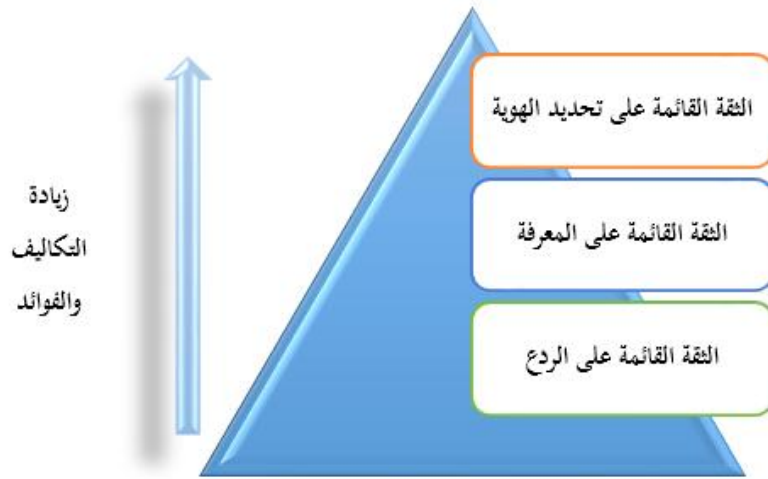 الثقة القائمة على تحديد الهوية
الثقة القائمة على المعرفة
الثقة القائمة على الردع
زيادة
التكاليف
والفوائد